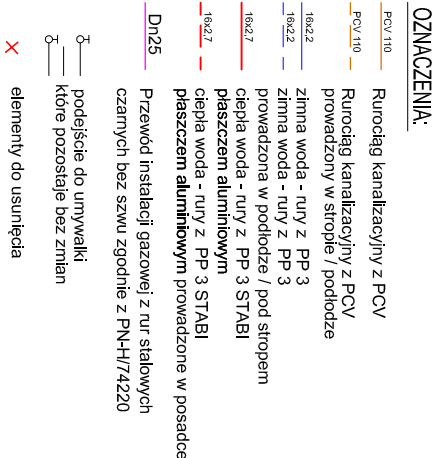 OZNACZENIA:
PCV 110 Rurociąg kanalizacyjny z PCV
PCV 110 Rurociąg kanalizacyjny z PCV
prowadzony w stropie / podłodze
16x2,2 zimna woda - rury z PP 3
16x2,2 zimna woda - rury z PP 3
prowadzona w podłodze / pod stropem
16x2,7 ciepła woda - rury z PP 3 STABI
płaszczem aluminiowym
16x2,7 ciepła woda - rury z PP 3 STABI
płaszczem aluminiowym prowadzone w posadce
Dn25 Przewód instalacji gazowej z rur stalowych
czarnych bez szwu zgodnie z PN-H/74220
podejście do umywalki
które pozostaje bez zmian
elementy do usunięcia